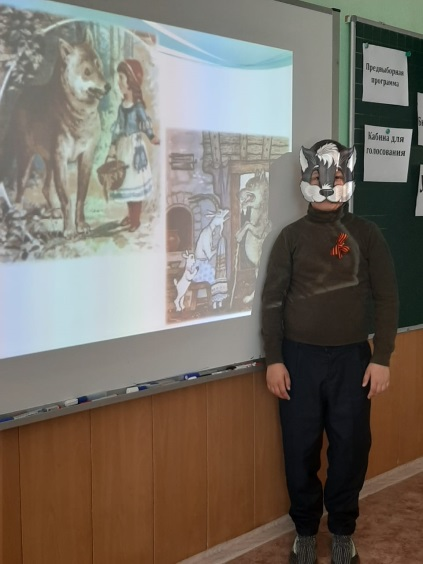 Предвыборная
программа
Кабина для
голосования